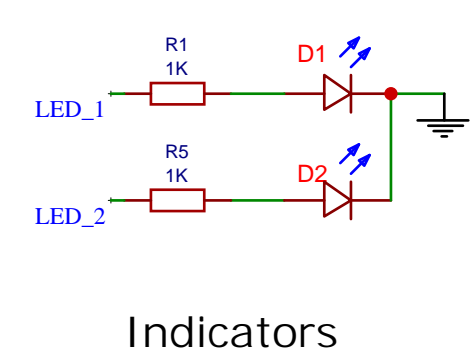 R1
1K
D1
LED_1
R5
1K
D2
LED_2
Indicators